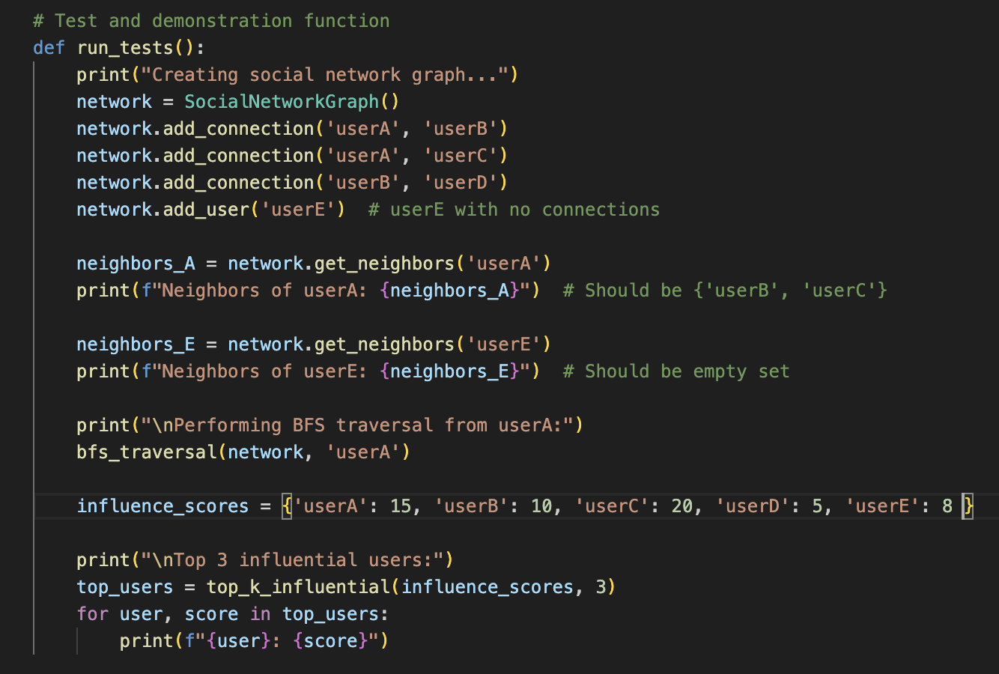 # Test and demonstration function
def run_tests():
    print("Creating social network graph...")
    network = SocialNetworkGraph()
    network.add_connection('userA', 'userB')
    network.add_connection('userA', 'userC')
    network.add_connection('userB', 'userD')
    network.add_user('userE')  # userE with no connections

    neighbors_A = network.get_neighbors('userA')
    print(f"Neighbors of userA: {neighbors_A}")  # Should be {'userB', 'userC'}

    neighbors_E = network.get_neighbors('userE')
    print(f"Neighbors of userE: {neighbors_E}")  # Should be empty set

    print("\nPerforming BFS traversal from userA:")
    bfs_traversal(network, 'userA')

    influence_scores = {'userA': 15, 'userB': 10, 'userC': 20, 'userD': 5, 'userE': 8 }

    print("\nTop 3 influential users:")
    top_users = top_k_influential(influence_scores, 3)
    for user, score in top_users:
        print(f"{user}: {score}")